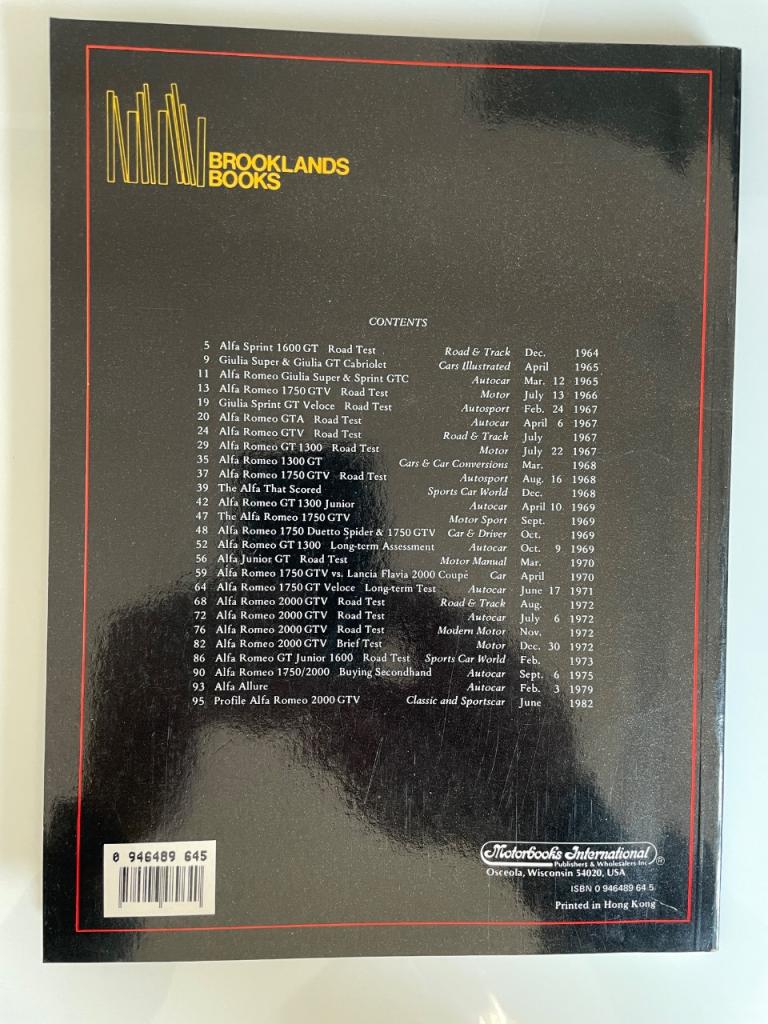 BROOKLANDS
BOOKS
CONTENTS
5 Alfa Sprint 1600 GT Road Test Road & Track Dec. 1964
9 Giulia Super & Giulia GT Cabriolet Cars Illustrated April 1965
11 Alfa Romeo Giulia Super & Sprint GTC Autocar Mar. 12 1965
13 Alfa Romeo 1750 GTV Road Test Motor July 13 1966
19 Giulia Sprint GT Veloce Road Test Autosport Feb. 24 1967
20 Alfa Romeo GTA Road Test Autocar April 6 1967
24 Alfa Romeo GTV Road Test Road & Track July 1967
29 Alfa Romeo GT 1300 Road Test Motor July 22 1967
35 Alfa Romeo 1300 GT Cars & Car Conversions Mar. 1968
37 Alfa Romeo 1750 GTV Road Test Autosport Aug. 16 1968
39 The Alfa That Scored Sports Car World Dec. 1968
42 Alfa Romeo GT 1300 Junior Autocar April 10 1969
47 The Alfa Romeo 1750 GTV Motor Sport Sept. 1969
48 Alfa Romeo 1750 Duetto Spider & 1750 GTV Car & Driver Oct. 1969
52 Alfa Romeo GT 1300 Long-term Assessment Autocar Oct. 9 1969
56 Alfa Junior GT Road Test Motor Manual Mar. 1970
59 Alfa Romeo 1750 GTV vs. Lancia Flavia 2000 Coupé Car April 1970
64 Alfa Romeo 1750 GT Veloce Long-term Test Autocar June 17 1971
68 Alfa Romeo 2000 GTV Road Test Road & Track Aug. 1972
72 Alfa Romeo 2000 GTV Road Test Autocar July 6 1972
76 Alfa Romeo 2000 GTV Road Test Modern Motor Nov. 1972
82 Alfa Romeo 2000 GTV Brief Test Motor Dec. 30 1972
86 Alfa Romeo GT Junior 1600 Road Test Sports Car World Feb. 1973
90 Alfa Romeo 1750/2000 Buying Secondhand Autocar Sept. 6 1975
93 Alfa Allure Autocar Feb. 3 1979
95 Profile Alfa Romeo 2000 GTV Classic and Sportscar June 1982
0 946489 645
Motorbooks International ®
Publishers & Wholesalers Inc.
Osceola, Wisconsin 54020, USA
ISBN 0 946489 64 5
Printed in Hong Kong